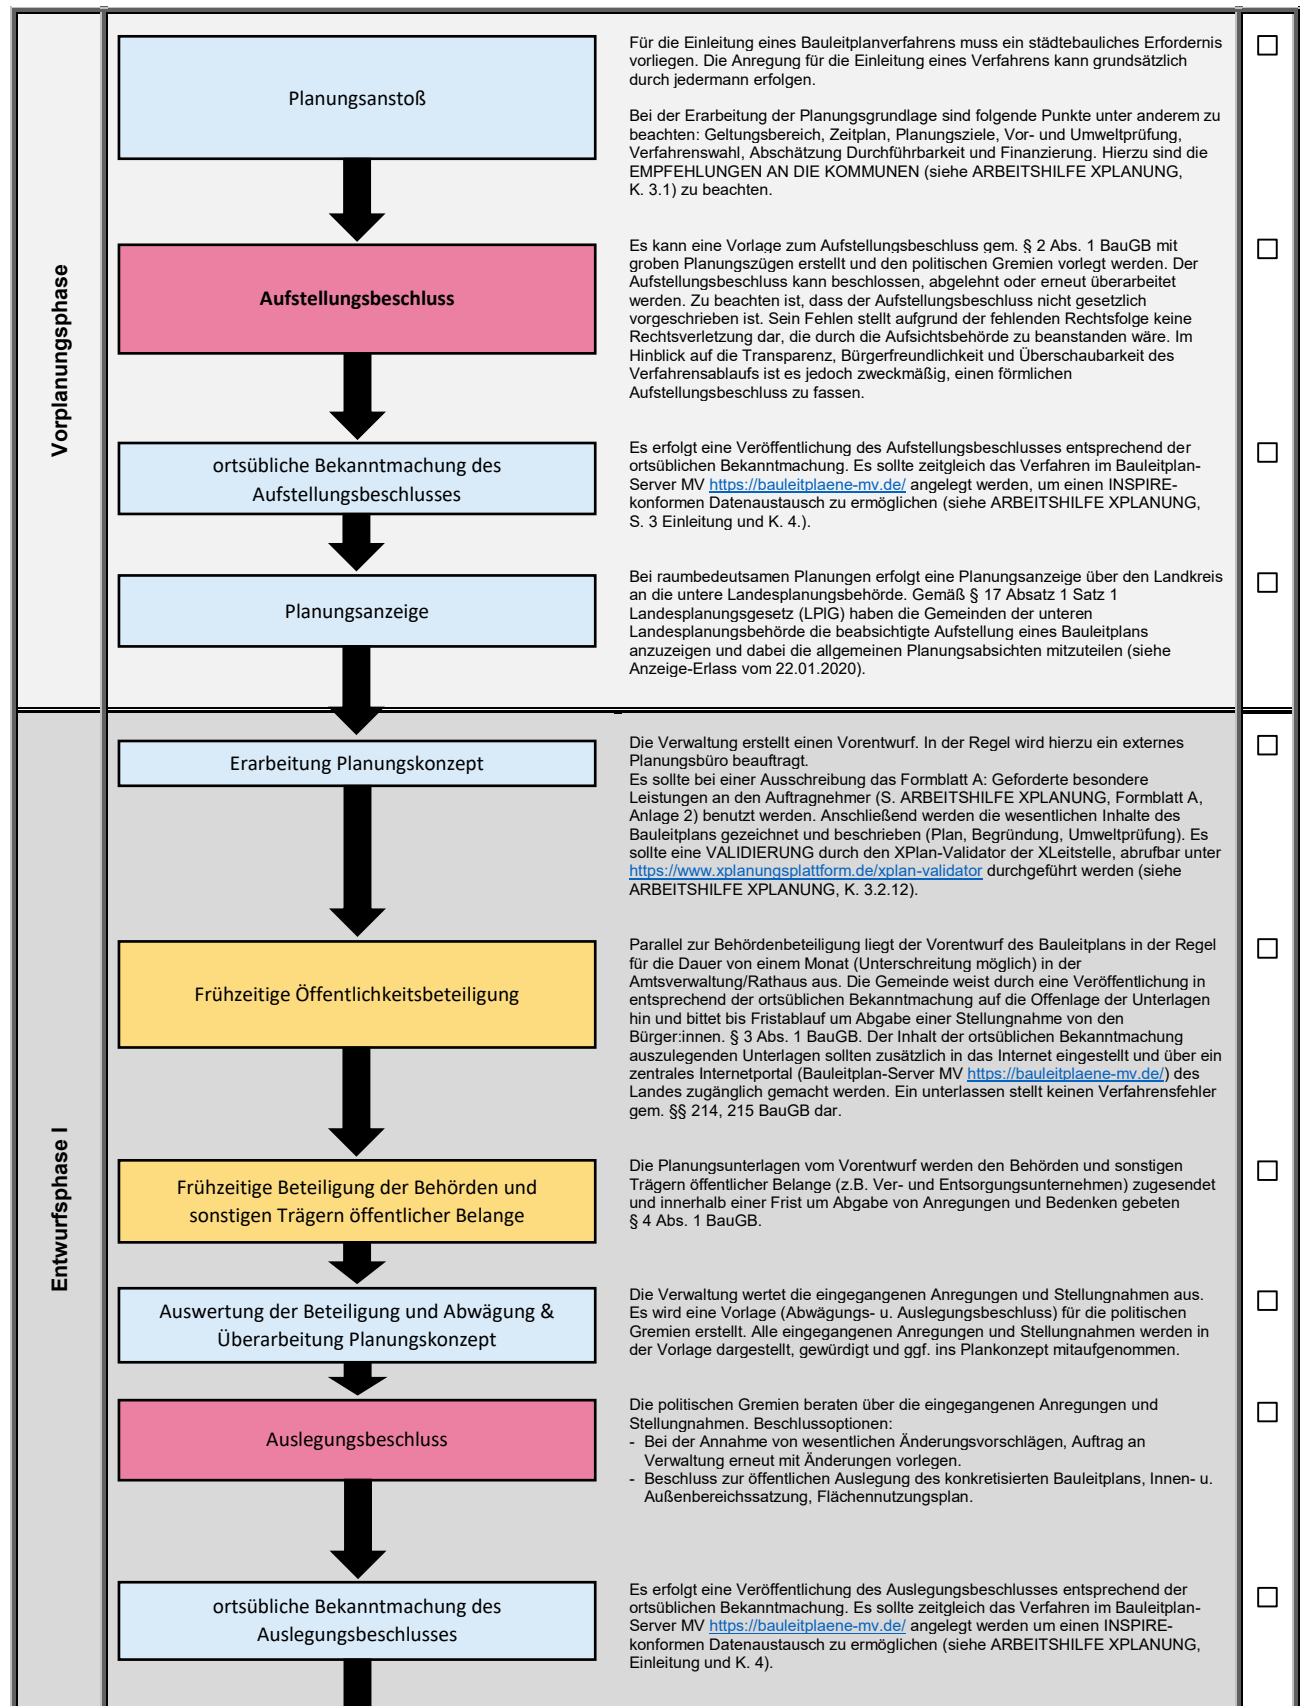 Vorplanungsphase
Planungsanstoß
Für die Einleitung eines Bauleitplanverfahrens muss ein städtebauliches Erfordernis
vorliegen. Die Anregung für die Einleitung eines Verfahrens kann grundsätzlich
durch jedermann erfolgen.
Bei der Erarbeitung der Planungsgrundlage sind folgende Punkte unter anderem zu
beachten: Geltungsbereich, Zeitplan, Planungsziele, Vor- und Umweltprüfung,
Verfahrenswahl, Abschätzung Durchführbarkeit und Finanzierung. Hierzu sind die
EMPFEHLUNGEN AN DIE KOMMUNEN (siehe ARBEITSHILFE XPLANUNG,
K. 3.1) zu beachten.
Aufstellungsbeschluss
Es kann eine Vorlage zum Aufstellungsbeschluss gem. § 2 Abs. 1 BauGB mit
groben Planungszügen erstellt und den politischen Gremien vorlegt werden. Der
Aufstellungsbeschluss kann beschlossen, abgelehnt oder erneut überarbeitet
werden. Zu beachten ist, dass der Aufstellungsbeschluss nicht gesetzlich
vorgeschrieben ist. Sein Fehlen stellt aufgrund der fehlenden Rechtsfolge keine
Rechtsverletzung dar, die durch die Aufsichtsbehörde zu beanstanden wäre. Im
Hinblick auf die Transparenz, Bürgerfreundlichkeit und Überschaubarkeit des
Verfahrensablaufs ist es jedoch zweckmäßig, einen förmlichen
Aufstellungsbeschluss zu fassen.
ortsübliche Bekanntmachung des
Aufstellungsbeschlusses
Es erfolgt eine Veröffentlichung des Aufstellungsbeschlusses entsprechend der
ortsüblichen Bekanntmachung. Es sollte zeitgleich das Verfahren im Bauleitplan-
Server MV https://bauleitplaene-mv.de/ angelegt werden, um einen INSPIRE-
konformen Datenaustausch zu ermöglichen (siehe ARBEITSHILFE XPLANUNG,
S. 3 Einleitung und K. 4.).
Planungsanzeige
Bei raumbedeutsamen Planungen erfolgt eine Planungsanzeige über den Landkreis
an die untere Landesplanungsbehörde. Gemäß § 17 Absatz 1 Satz 1
Landesplanungsgesetz (LPlG) haben die Gemeinden der unteren
Landesplanungsbehörde die beabsichtigte Aufstellung eines Bauleitplans
anzuzeigen und dabei die allgemeinen Planungsabsichten mitzuteilen (siehe
Anzeige-Erlass vom 22.01.2020).
Entwurfsphase I
Erarbeitung Planungskonzept
Die Verwaltung erstellt einen Vorentwurf. In der Regel wird hierzu ein externes
Planungsbüro beauftragt.
Es sollte bei einer Ausschreibung das Formblatt A: Geforderte besondere
Leistungen an den Auftragnehmer (S. ARBEITSHILFE XPLANUNG, Formblatt A,
Anlage 2) benutzt werden. Anschließend werden die wesentlichen Inhalte des
Bauleitplans gezeichnet und beschrieben (Plan, Begründung, Umweltprüfung). Es
sollte eine VALIDIERUNG durch den XPlan-Validator der XLeitstelle, abrufbar unter
https://www.xplanungsplattform.de/xplan-validator durchgeführt werden (siehe
ARBEITSHILFE XPLANUNG, K. 3.2.12).
Frühzeitige Öffentlichkeitsbeteiligung
Parallel zur Behördenbeteiligung liegt der Vorentwurf des Bauleitplans in der Regel
für die Dauer von einem Monat (Unterschreitung möglich) in der
Amtsverwaltung/Rathaus aus. Die Gemeinde weist durch eine Veröffentlichung in
entsprechend der ortsüblichen Bekanntmachung auf die Offenlage der Unterlagen
hin und bittet bis Fristablauf um Abgabe einer Stellungnahme von den
Bürger:innen. § 3 Abs. 1 BauGB. Der Inhalt der ortsüblichen Bekanntmachung
auszulegenden Unterlagen sollten zusätzlich in das Internet eingestellt und über ein
zentrales Internetportal (Bauleitplan-Server MV https://bauleitplaene-mv.de/) des
Landes zugänglich gemacht werden. Ein unterlassen stellt keinen Verfahrensfehler
gem. §§ 214, 215 BauGB dar.
Frühzeitige Beteiligung der Behörden und
sonstigen Trägern öffentlicher Belange
Die Planungsunterlagen vom Vorentwurf werden den Behörden und sonstigen
Trägern öffentlicher Belange (z.B. Ver- und Entsorgungsunternehmen) zugesendet
und innerhalb einer Frist um Abgabe von Anregungen und Bedenken gebeten
§ 4 Abs. 1 BauGB.
Auswertung der Beteiligung und Abwägung &
Überarbeitung Planungskonzept
Die Verwaltung wertet die eingegangenen Anregungen und Stellungnahmen aus.
Es wird eine Vorlage (Abwägungs- u. Auslegungsbeschluss) für die politischen
Gremien erstellt. Alle eingegangenen Anregungen und Stellungnahmen werden in
der Vorlage dargestellt, gewürdigt und ggf. ins Plankonzept mitaufgenommen.
Auslegungsbeschluss
Die politischen Gremien beraten über die eingegangenen Anregungen und
Stellungnahmen. Beschlussoptionen:
- Bei der Annahme von wesentlichen Änderungsvorschlägen, Auftrag an
Verwaltung erneut mit Änderungen vorlegen.
- Beschluss zur öffentlichen Auslegung des konkretisierten Bauleitplans, Innen- u.
Außenbereichssatzung, Flächennutzungsplan.
ortsübliche Bekanntmachung des
Auslegungsbeschlusses
Es erfolgt eine Veröffentlichung des Auslegungsbeschlusses entsprechend der
ortsüblichen Bekanntmachung. Es sollte zeitgleich das Verfahren im Bauleitplan-
Server MV https://bauleitplaene-mv.de/ angelegt werden um einen INSPIRE-
konformen Datenaustausch zu ermöglichen (siehe ARBEITSHILFE XPLANUNG,
Einleitung und K. 4).